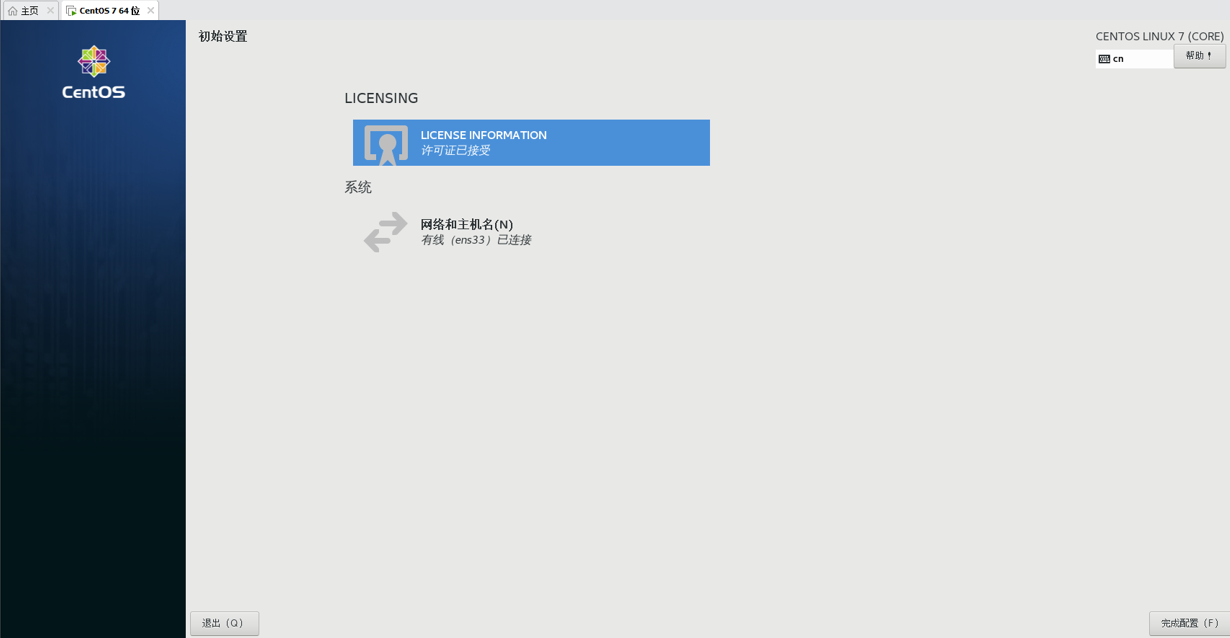 主页
CentOS 7 64 位
CentOS
初始设置
CENTOS LINUX 7 (CORE)
cn
帮助！
LICENSING
LICENSE INFORMATION
许可证已接受
系统
网络和主机名(N)
有线（ens33）已连接
退出（Q）
完成配置（F）